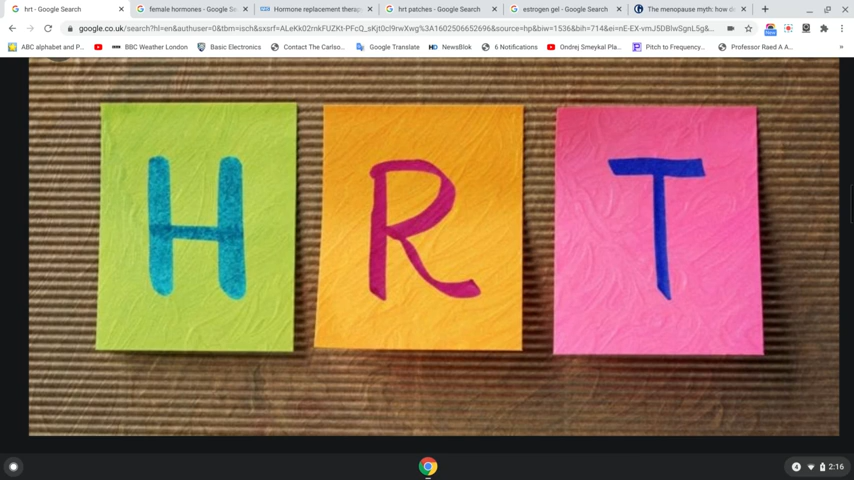 hrt - Google Search
female hormones - Google Se
Hormone replacement therap
hrt patches - Google Search
estrogen gel - Google Search
The menopause myth: how d
google.co.uk/search?hl=en&authuser=0&tbm=isch&sxsrf=ALeKk02rnkFUZKt-PFcQ_sKjt0cl9rwXwg%3A1602506652696&source=hp&biw=1536&bih=714&ei=nE-EX-vmJ5DBlwSgnL5g&...
ABC alphabet and P...
BBC Weather London
Basic Electronics
Contact The Carlso...
Google Translate
HD NewsBlok
6 Notifications
Ondrej Smeykal Pla...
Pitch to Frequency...
Professor Raed A A...
New
H R T
4
2:16